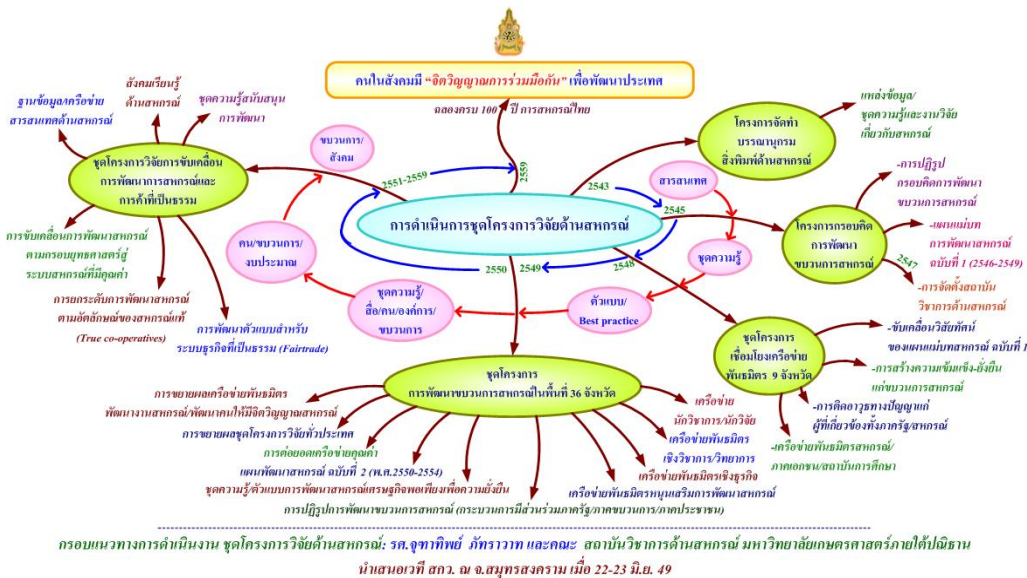 คนในสังคมมี “จิตวิญญาณการร่วมมือกัน” เพื่อพัฒนาประเทศ
ฉลองครบ 100 ปี การสหกรณ์ไทย
ฐานข้อมูล/เครือข่าย
สารสนเทศด้านสหกรณ์
สังคมเรียนรู้
ด้านสหกรณ์
ชุดความรู้สนับสนุน
การพัฒนา
ชุดโครงการวิจัยการขับเคลื่อน
การพัฒนาการสหกรณ์และ
การค้าที่เป็นธรรม
การขับเคลื่อนการพัฒนาสหกรณ์
ตามกรอบยุทธศาสตร์สู่
ระบบสหกรณ์ที่มีคุณค่า
การยกระดับการพัฒนาสหกรณ์
ตามอัตลักษณ์ของสหกรณ์แท้
(True co-operatives)
การพัฒนาตัวแบบสำหรับ
ระบบธุรกิจที่เป็นธรรม (Fairtrade)
ขบวนการ/
สังคม
2551-2559
2559
2543
2545
การดำเนินการชุดโครงการวิจัยด้านสหกรณ์
2550
2549
2548
คน/ขบวนการ/
งบประมาณ
ชุดความรู้/
สื่อ/คน/องค์การ/
ขบวนการ
ตัวแบบ/
Best practice
ชุดความรู้
สารสนเทศ
โครงการจัดทำ
บรรณานุกรม
สิ่งพิมพ์ด้านสหกรณ์
แหล่งข้อมูล/
ชุดความรู้และงานวิจัย
เกี่ยวกับสหกรณ์
โครงการกรอบคิด
การพัฒนา
ขบวนการสหกรณ์
-การปฏิรูป
กรอบคิดการพัฒนา
ขบวนการสหกรณ์
-แผนแม่บท
การพัฒนาสหกรณ์
ฉบับที่ 1 (2546-2549)
2547
-การจัดตั้งสถาบัน
วิชาการด้านสหกรณ์
ชุดโครงการ
เชื่อมโยงเครือข่าย
พันธมิตร 9 จังหวัด
-ขับเคลื่อนวิสัยทัศน์
ของแผนแม่บทสหกรณ์ ฉบับที่ 1
-การสร้างความเข้มแข็ง-ยั่งยืน
แก่ขบวนการสหกรณ์
-การติดอาวุธทางปัญญาแก่
ผู้ที่เกี่ยวข้องทั้งภาครัฐ/สหกรณ์
-เครือข่ายพันธมิตรสหกรณ์/
ภาคเอกชน/สถาบันการศึกษา
ชุดโครงการ
การพัฒนาขบวนการสหกรณ์ในพื้นที่ 36 จังหวัด
การขยายผลเครือข่ายพันธมิตร
พัฒนางานสหกรณ์/พัฒนาคนให้มีจิตวิญญาณสหกรณ์
การขยายผลชุดโครงการวิจัยทั่วประเทศ
การต่อยอดเครือข่ายคุณค่า
แผนพัฒนาสหกรณ์ ฉบับที่ 2 (พ.ศ.2550-2554)
ชุดความรู้/ตัวแบบการพัฒนาสหกรณ์เศรษฐกิจพอเพียงเพื่อความยั่งยืน
การปฏิรูปการพัฒนาขบวนการสหกรณ์ (กระบวนการมีส่วนร่วมภาครัฐ/ภาคขบวนการ/ภาคประชาชน)
เครือข่าย
นักวิชาการ/นักวิจัย
เครือข่ายพันธมิตร
เชิงวิชาการ/วิทยาการ
เครือข่ายพันธมิตรเชิงธุรกิจ
เครือข่ายพันธมิตรหนุนเสริมการพัฒนาสหกรณ์
กรอบแนวทางการดำเนินงาน ชุดโครงการวิจัยด้านสหกรณ์: รศ.จุฑาทิพย์ ภัทราวาท และคณะ สถาบันวิชาการด้านสหกรณ์ มหาวิทยาลัยเกษตรศาสตร์ภายใต้ปณิธาน
นำเสนอเวที สกว. ณ จ.สมุทรสงคราม เมื่อ 22-23 มิ.ย. 49